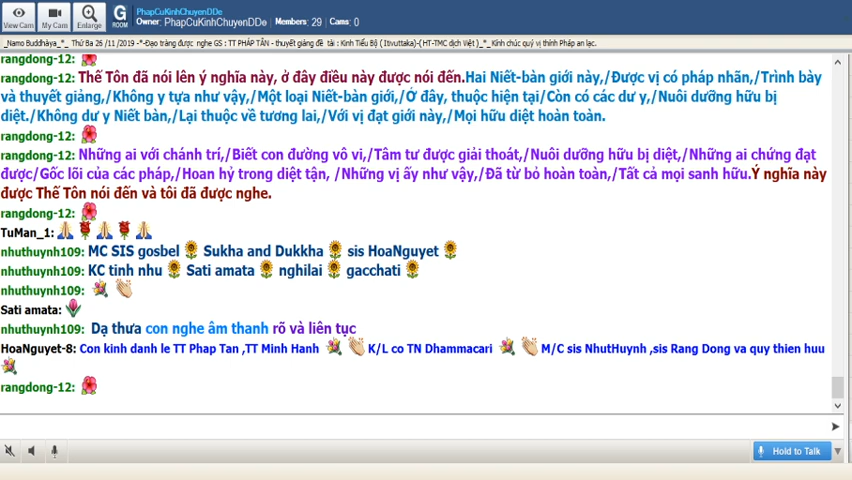 View Cam
My Cam
Enlarge
G
ROOM
PhapCuKinhChuyenDDe
Owner: PhapCuKinhChuyenDDe Members: 29 Cams: 0
_Namo Buddhàya_*_ Thứ Ba 26 /11 /2019 -*-Đạo tràng được nghe GS : TT PHÁP TÂN - thuyết giảng đề tài : Kinh Tiểu Bộ ( Itivuttaka)-(HT-TMC dịch Việt )_*_Kính chúc quý vị thính Pháp an lạc.
rangdong-12:
rangdong-12: Thế Tôn đã nói lên ý nghĩa này, ở đây điều này được nói đến.Hai Niết-bàn giới này,/Được vị có pháp nhãn,/Trình bày
và thuyết giảng,/Không y tựa như vậy,/Một loại Niết-bàn giới,/Ở đây, thuộc hiện tại/Còn có các dư y,/Nuôi dưỡng hữu bị
diệt./Không dư y Niết bàn,/Lại thuộc về tương lai,/Với vị đạt giới này,/Mọi hữu diệt hoàn toàn.
rangdong-12:
rangdong-12: Những ai với chánh trí,/Biết con đường vô vi,/Tâm tư được giải thoát,/Nuôi dưỡng hữu bị diệt,/Những ai chứng đạt
được/Gốc lõi của các pháp,/Hoan hỷ trong diệt tận, /Những vị ấy như vậy,/Đã từ bỏ hoàn toàn,/Tất cả mọi sanh hữu.Ý nghĩa này
được Thế Tôn nói đến và tôi đã được nghe.
rangdong-12:
TuMan_1:
nhuthuynh109: MC SIS gosbel Sukha and Dukkha sis HoaNguyet
nhuthuynh109: KC tinh nhu Sati amata nghilai gacchati
nhuthuynh109:
Sati amata:
nhuthuynh109: Dạ thưa con nghe âm thanh rõ và liên tục
HoaNguyet-8: Con kinh danh le TT Phap Tan ,TT Minh Hanh K/L co TN Dhammacari M/C sis NhutHuynh ,sis Rang Dong va quy thien huu
rangdong-12:
Hold to Talk